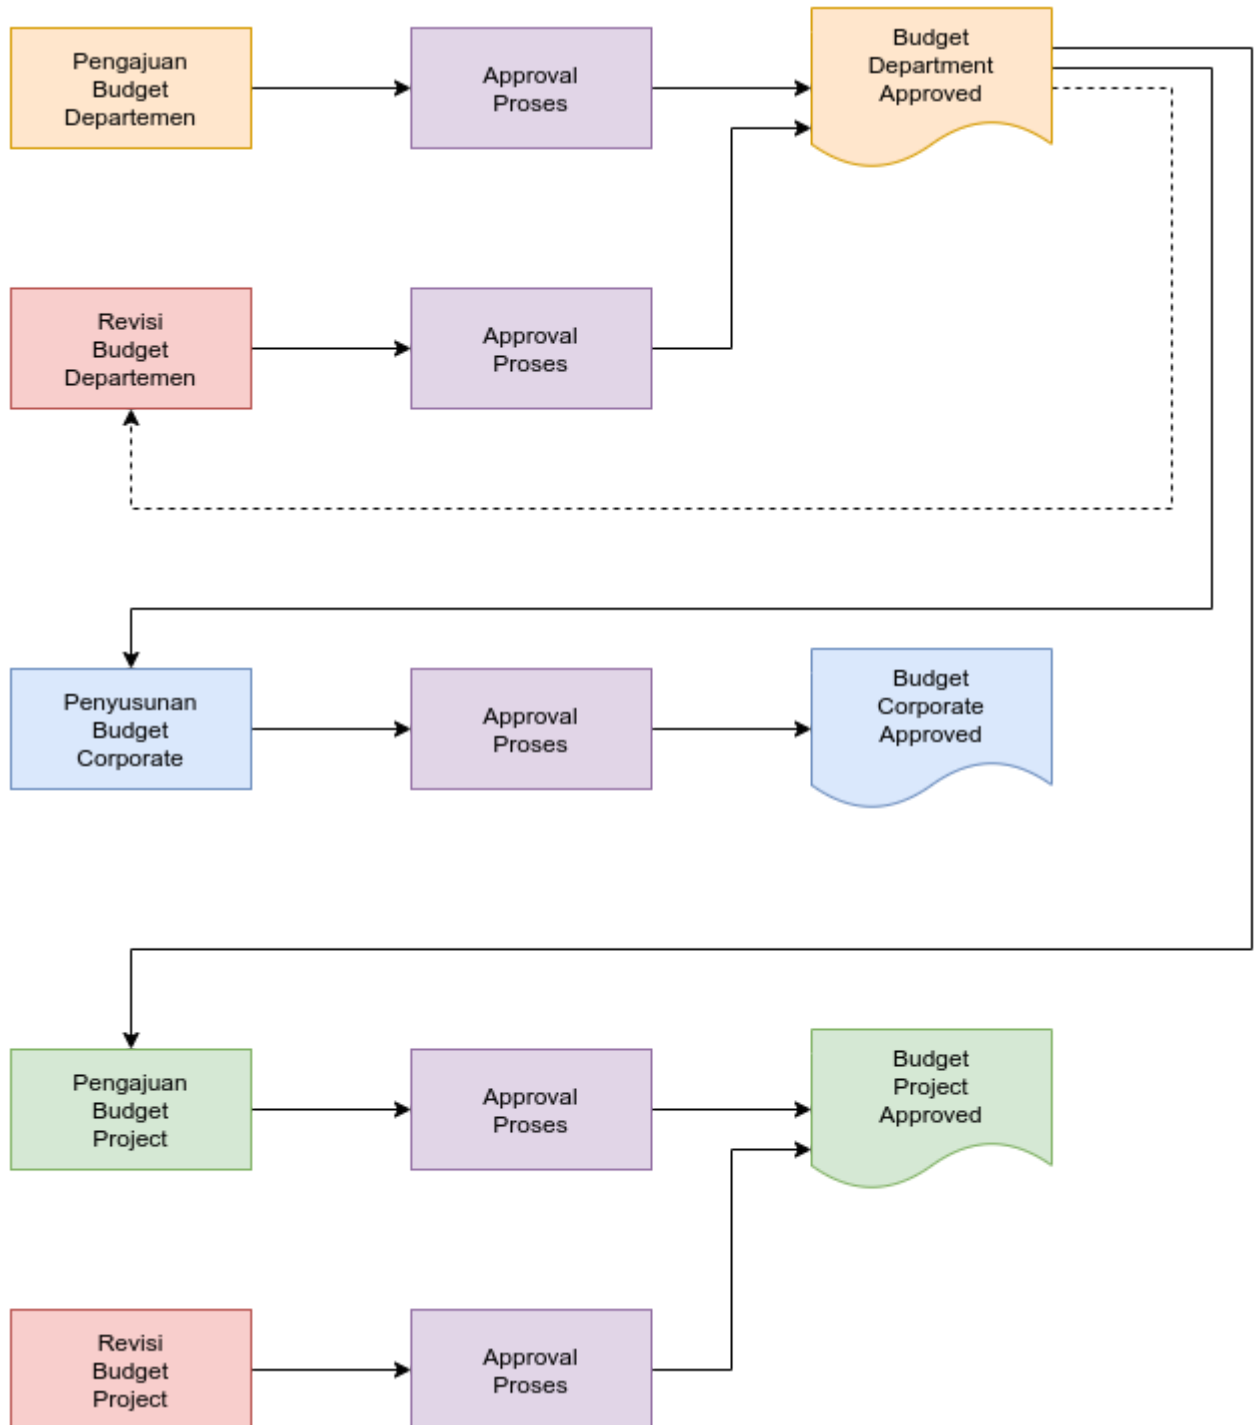 Pengajuan
Budget
Departemen
Approval
Proses
Budget
Department
Approved
Revisi
Budget
Departemen
Approval
Proses
Penyusunan
Budget
Corporate
Approval
Proses
Budget
Corporate
Approved
Pengajuan
Budget
Project
Approval
Proses
Budget
Project
Approved
Revisi
Budget
Project
Approval
Proses